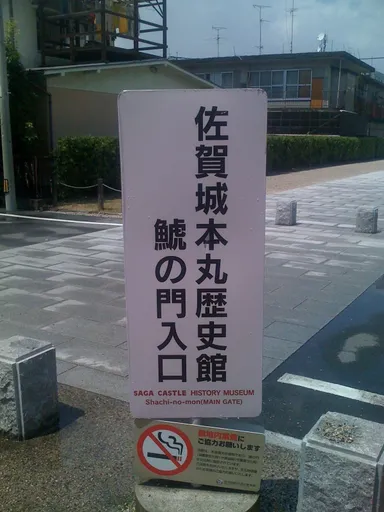 佐賀城本丸歴史館
鯱の門入口
SAGA CASTLE HISTORY MUSEUM
Shachi-no-mon(MAIN GATE)
ご協力お願いします